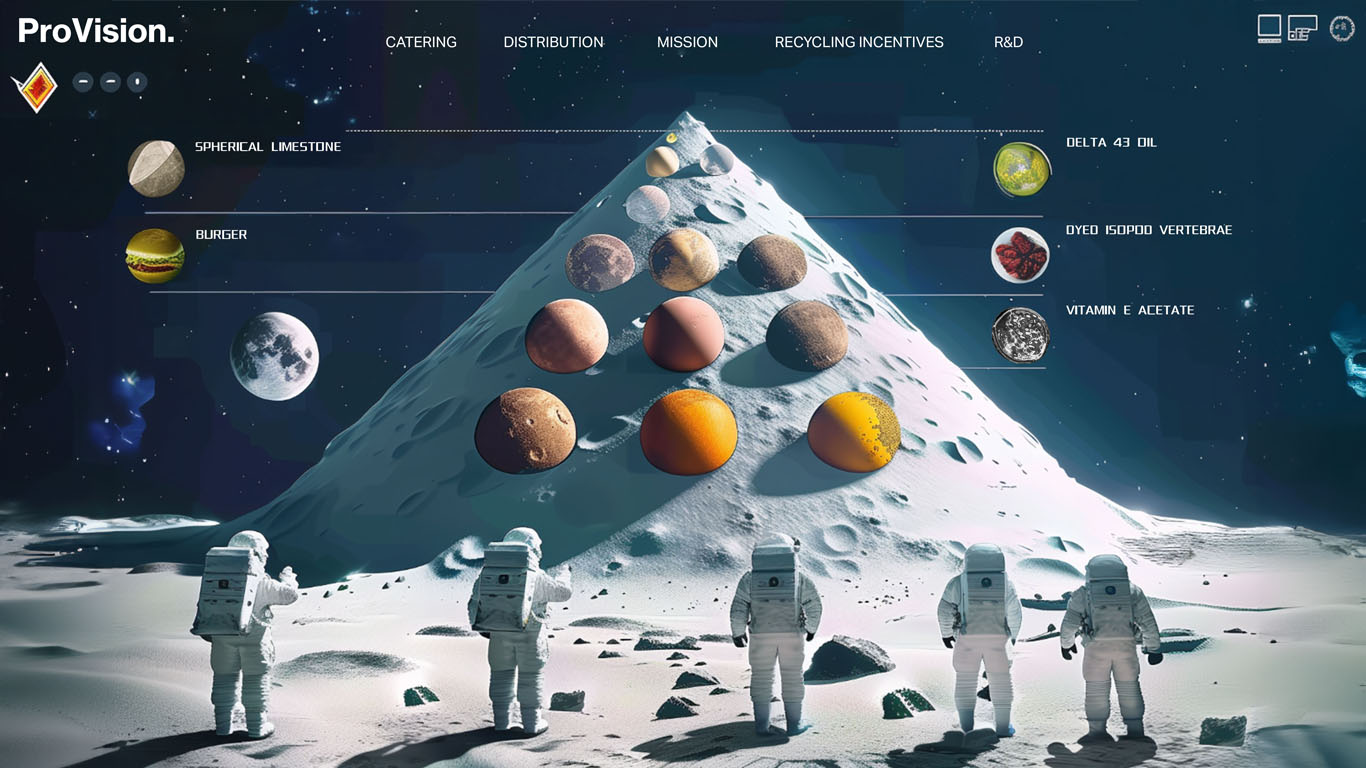 ProVision.
CATERING
DISTRIBUTION
MISSION
RECYCLING INCENTIVES
R&D
SPHERICAL LIMESTONE
DELTA 43 OIL
BURGER
DYED ISOPOD VERTEBRAE
VITAMIN E ACETATE